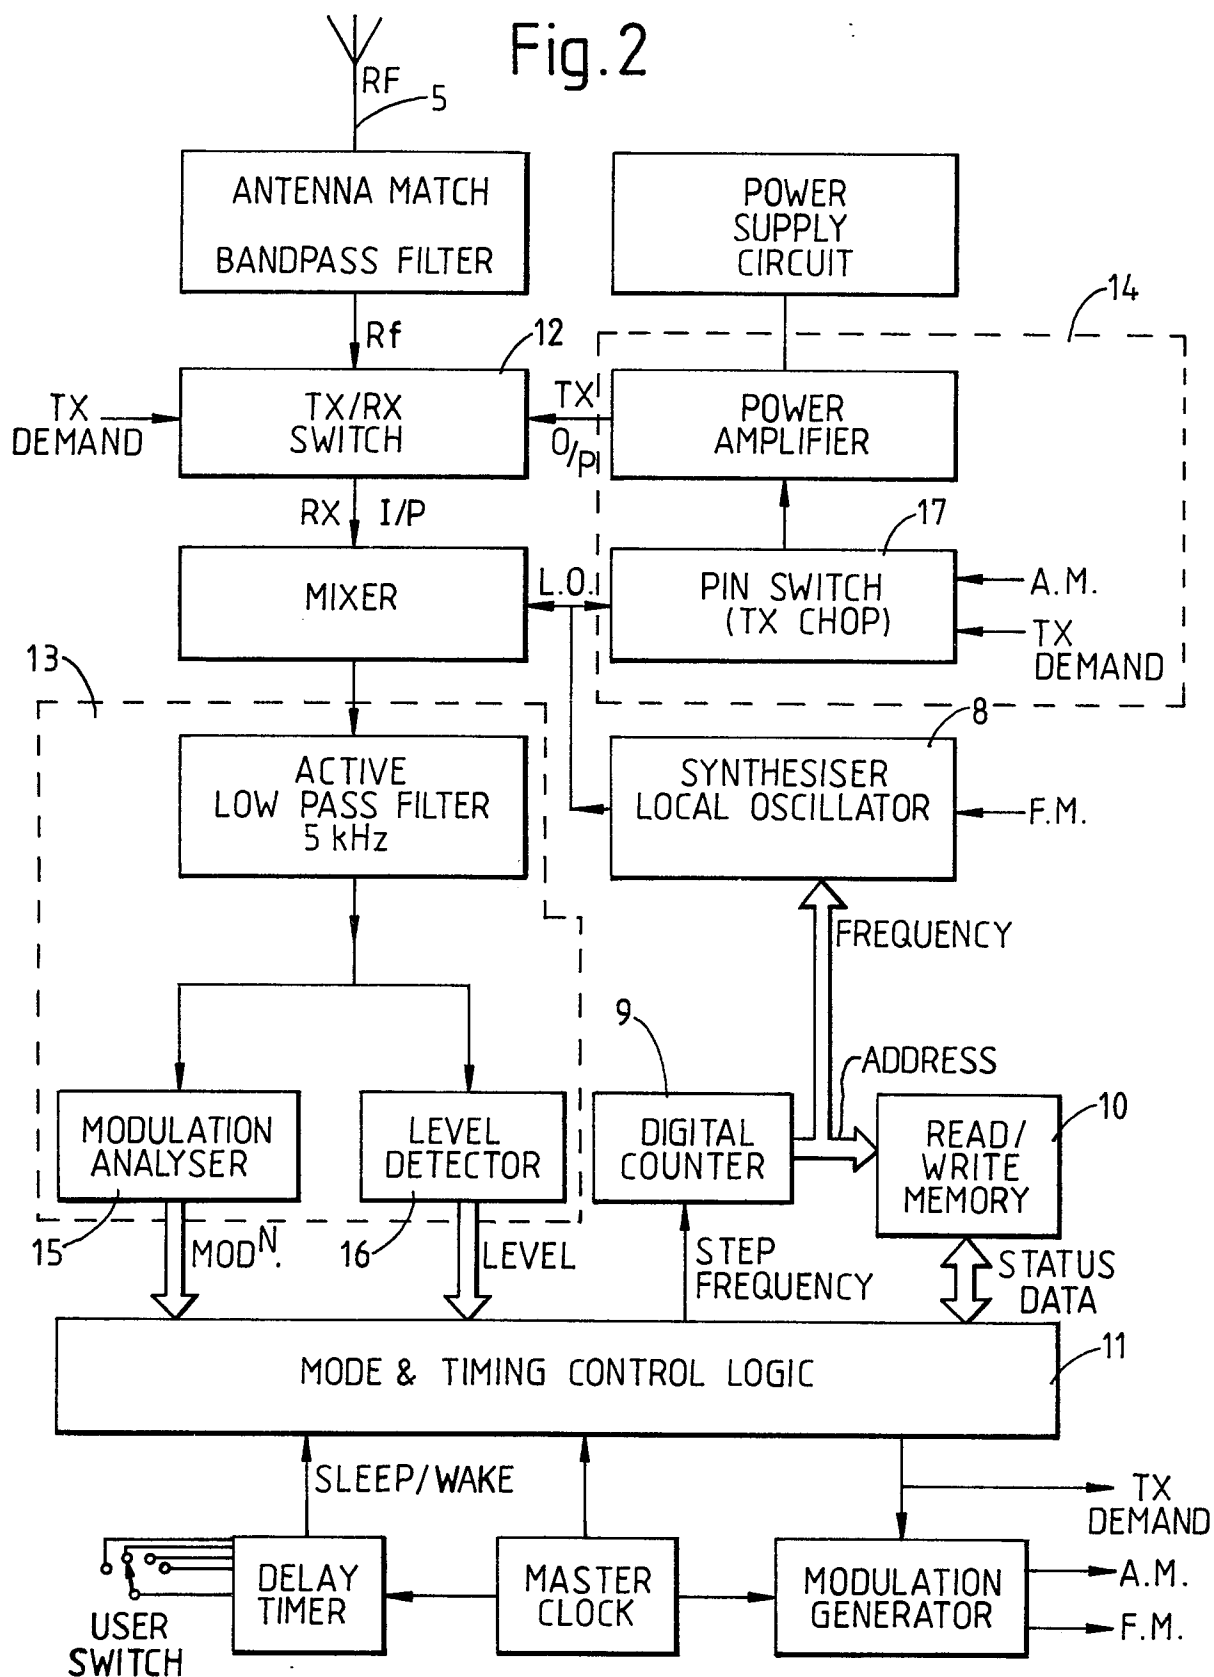 Fig.2
RF
5
ANTENNA MATCH
BANDPASS FILTER
POWER
SUPPLY
CIRCUIT
14
Rf
12
TX
DEMAND
TX/RX
SWITCH
TX
O/P
POWER
AMPLIFIER
RX I/P
17
MIXER
L.O.
PIN SWITCH
(TX CHOP)
A.M.
TX
DEMAND
13
8
ACTIVE
LOW PASS FILTER
5 kHz
SYNTHESISER
LOCAL OSCILLATOR
F.M.
FREQUENCY
9
ADDRESS
10
MODULATION
ANALYSER
LEVEL
DETECTOR
DIGITAL
COUNTER
READ/
WRITE
MEMORY
15
MODN.
16
LEVEL
STEP
FREQUENCY
STATUS
DATA
11
MODE & TIMING CONTROL LOGIC
SLEEP/WAKE
TX
DEMAND
USER
SWITCH
DELAY
TIMER
MASTER
CLOCK
MODULATION
GENERATOR
A.M.
F.M.